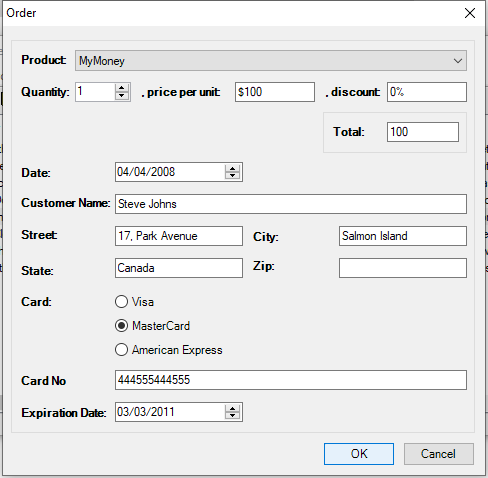 Order
Product: MyMoney
Quantity: 1 , price per unit: $100 , discount: 0%
Total: 100
Date: 04/04/2008
Customer Name: Steve Johns
Street: 17, Park Avenue City: Salmon Island
State: Canada Zip:
Card: Visa
MasterCard
American Express
Card No 444555444555
Expiration Date: 03/03/2011
OK Cancel